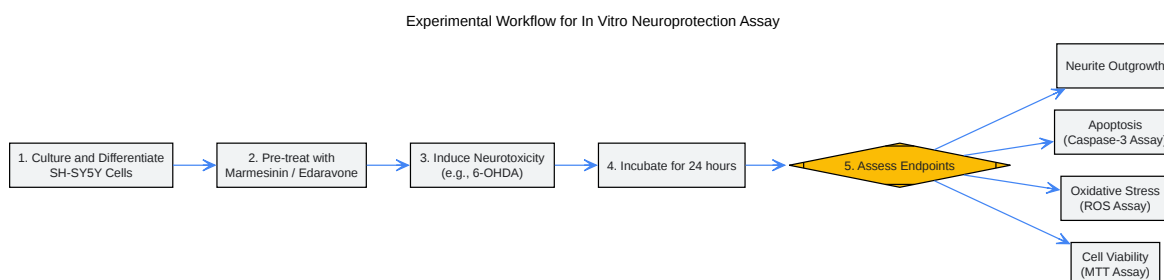 Experimental Workflow for In Vitro Neuroprotection Assay
1. Culture and Differentiate
SH-SY5Y Cells
2. Pre-treat with
Marmesinin / Edaravone
3. Induce Neurotoxicity
(e.g., 6-OHDA)
4. Incubate for 24 hours
5. Assess Endpoints
Neurite Outgrowth
Apoptosis
(Caspase-3 Assay)
Oxidative Stress
(ROS Assay)
Cell Viability
(MTT Assay)